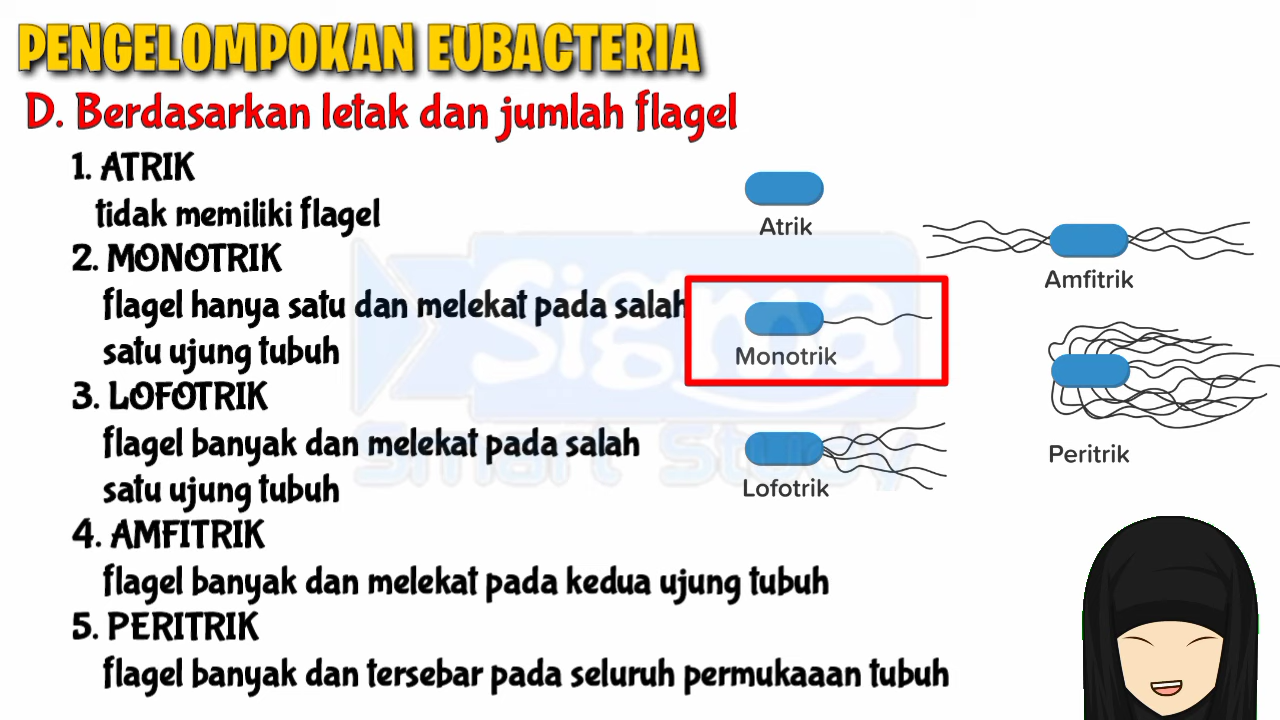 PENGELOMPOKAN EUBACTERIA
D. Berdasarkan letak dan jumlah flagel
1. ATRIK
tidak memiliki flagel
2. MONOTRIK
flagel hanya satu dan melekat pada salah
satu ujung tubuh
3. LOFOTRIK
flagel banyak dan melekat pada salah
satu ujung tubuh
4. AMFITRIK
flagel banyak dan melekat pada kedua ujung tubuh
5. PERITRIK
flagel banyak dan tersebar pada seluruh permukaaan tubuh
Atrik
Amfitrik
Monotrik
Peritrik
Lofotrik
Sigma
Smart Study